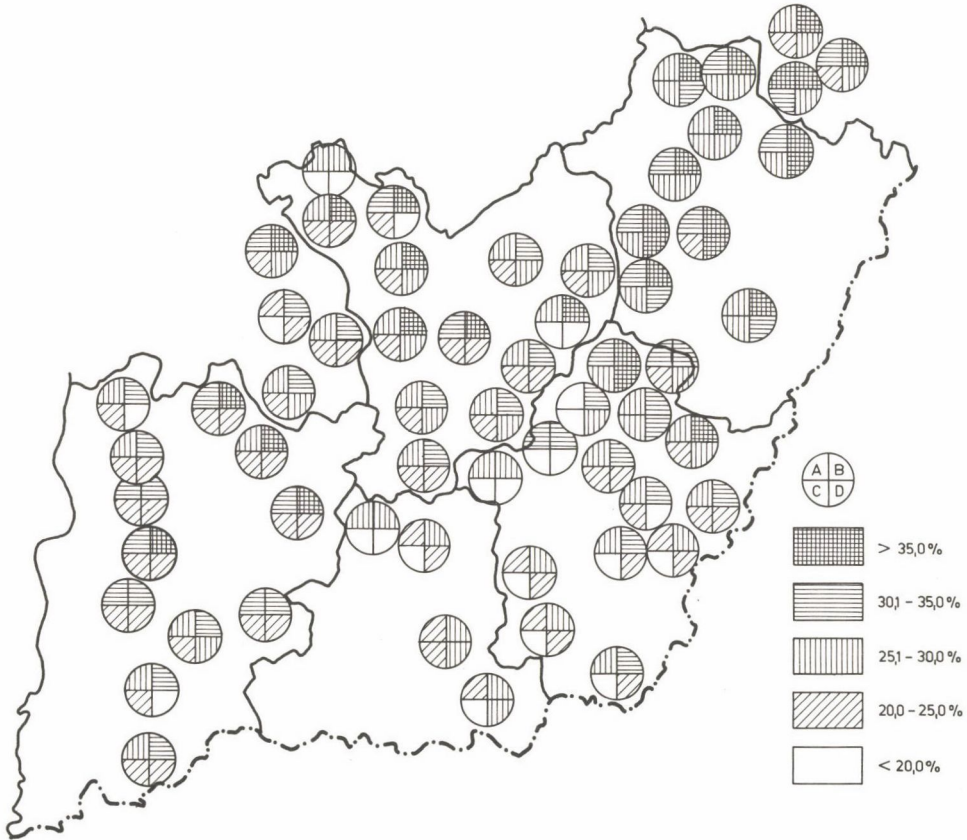 A B
C D
> 35,0 %
30,1 – 35,0 %
25,1 – 30,0 %
20,0 – 25,0 %
< 20,0 %